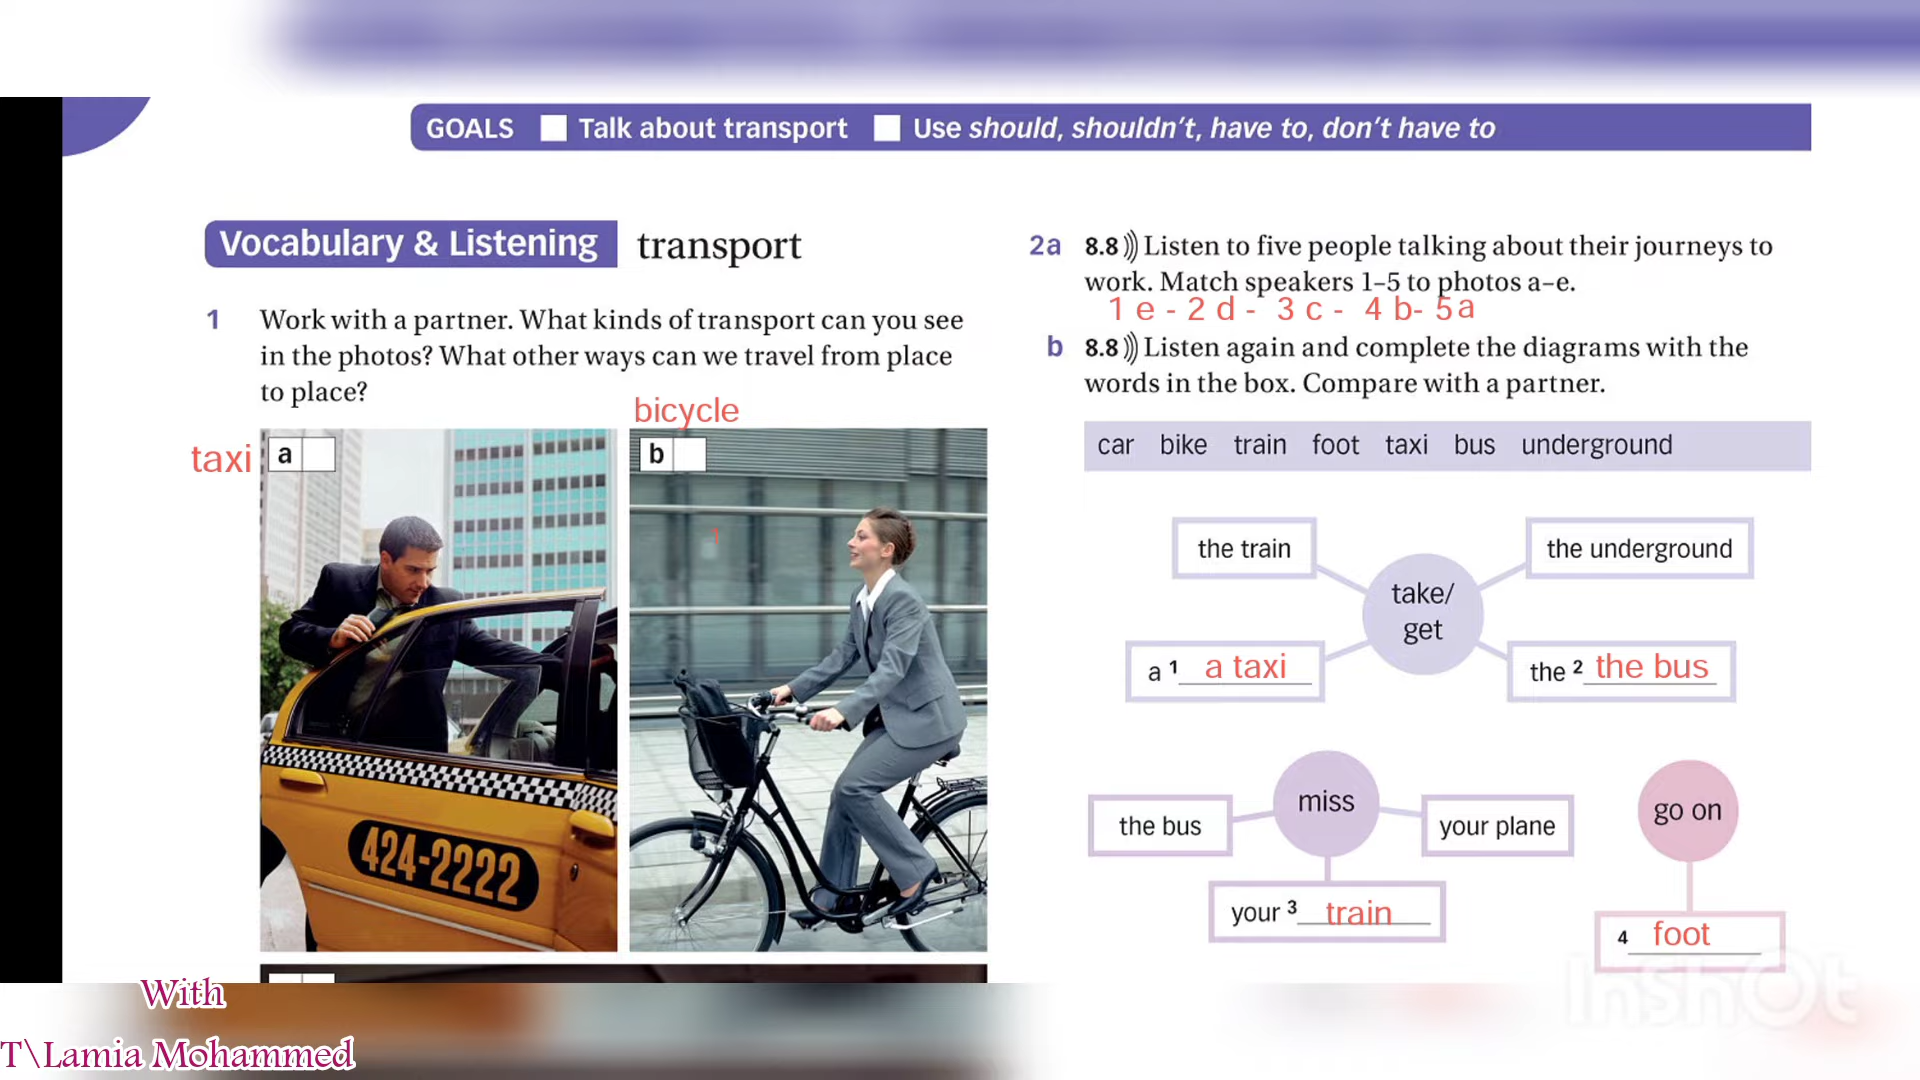 GOALS Talk about transport Use should, shouldn't, have to, don't have to
Vocabulary & Listening transport
1 Work with a partner. What kinds of transport can you see
in the photos? What other ways can we travel from place
to place?
bicycle
taxi a
b
1
424-2222
2a 8.8 Listen to five people talking about their journeys to
work. Match speakers 1–5 to photos a–e.
1 e - 2 d - 3 c - 4 b- 5a
b 8.8 Listen again and complete the diagrams with the
words in the box. Compare with a partner.
car bike train foot taxi bus underground
the train
the underground
take/
get
a 1 a taxi
the 2 the bus
miss
the bus
your plane
your 3 train
go on
4 foot
With
T\Lamia Mohammed
InShOt